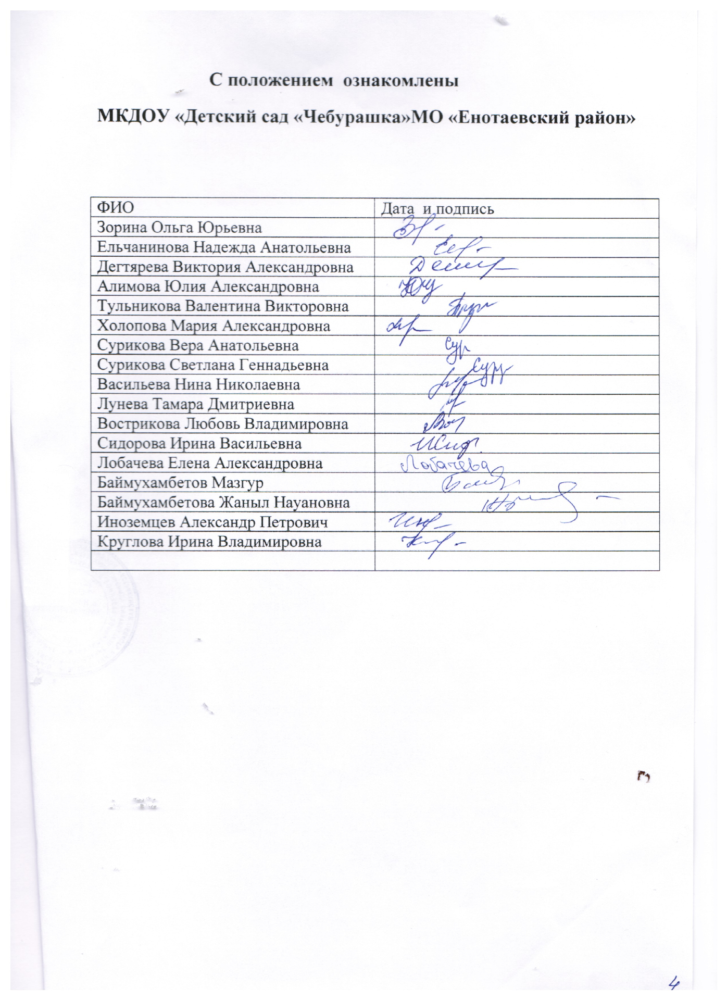 С положением ознакомлены
МКДОУ «Детский сад «Чебурашка»МО «Енотаевский район»
ФИО Дата и подпись
Зорина Ольга Юрьевна
Ельчанинова Надежда Анатольевна
Дегтярева Виктория Александровна
Алимова Юлия Александровна
Тульникова Валентина Викторовна
Холопова Мария Александровна
Сурикова Вера Анатольевна Сур
Сурикова Светлана Геннадьевна
Васильева Нина Николаевна
Лунева Тамара Дмитриевна
Вострикова Любовь Владимировна
Сидорова Ирина Васильевна
Лобачева Елена Александровна Лобачева
Баймухамбетов Мазгур
Баймухамбетова Жаныл Науановна
Иноземцев Александр Петрович
Круглова Ирина Владимировна
4